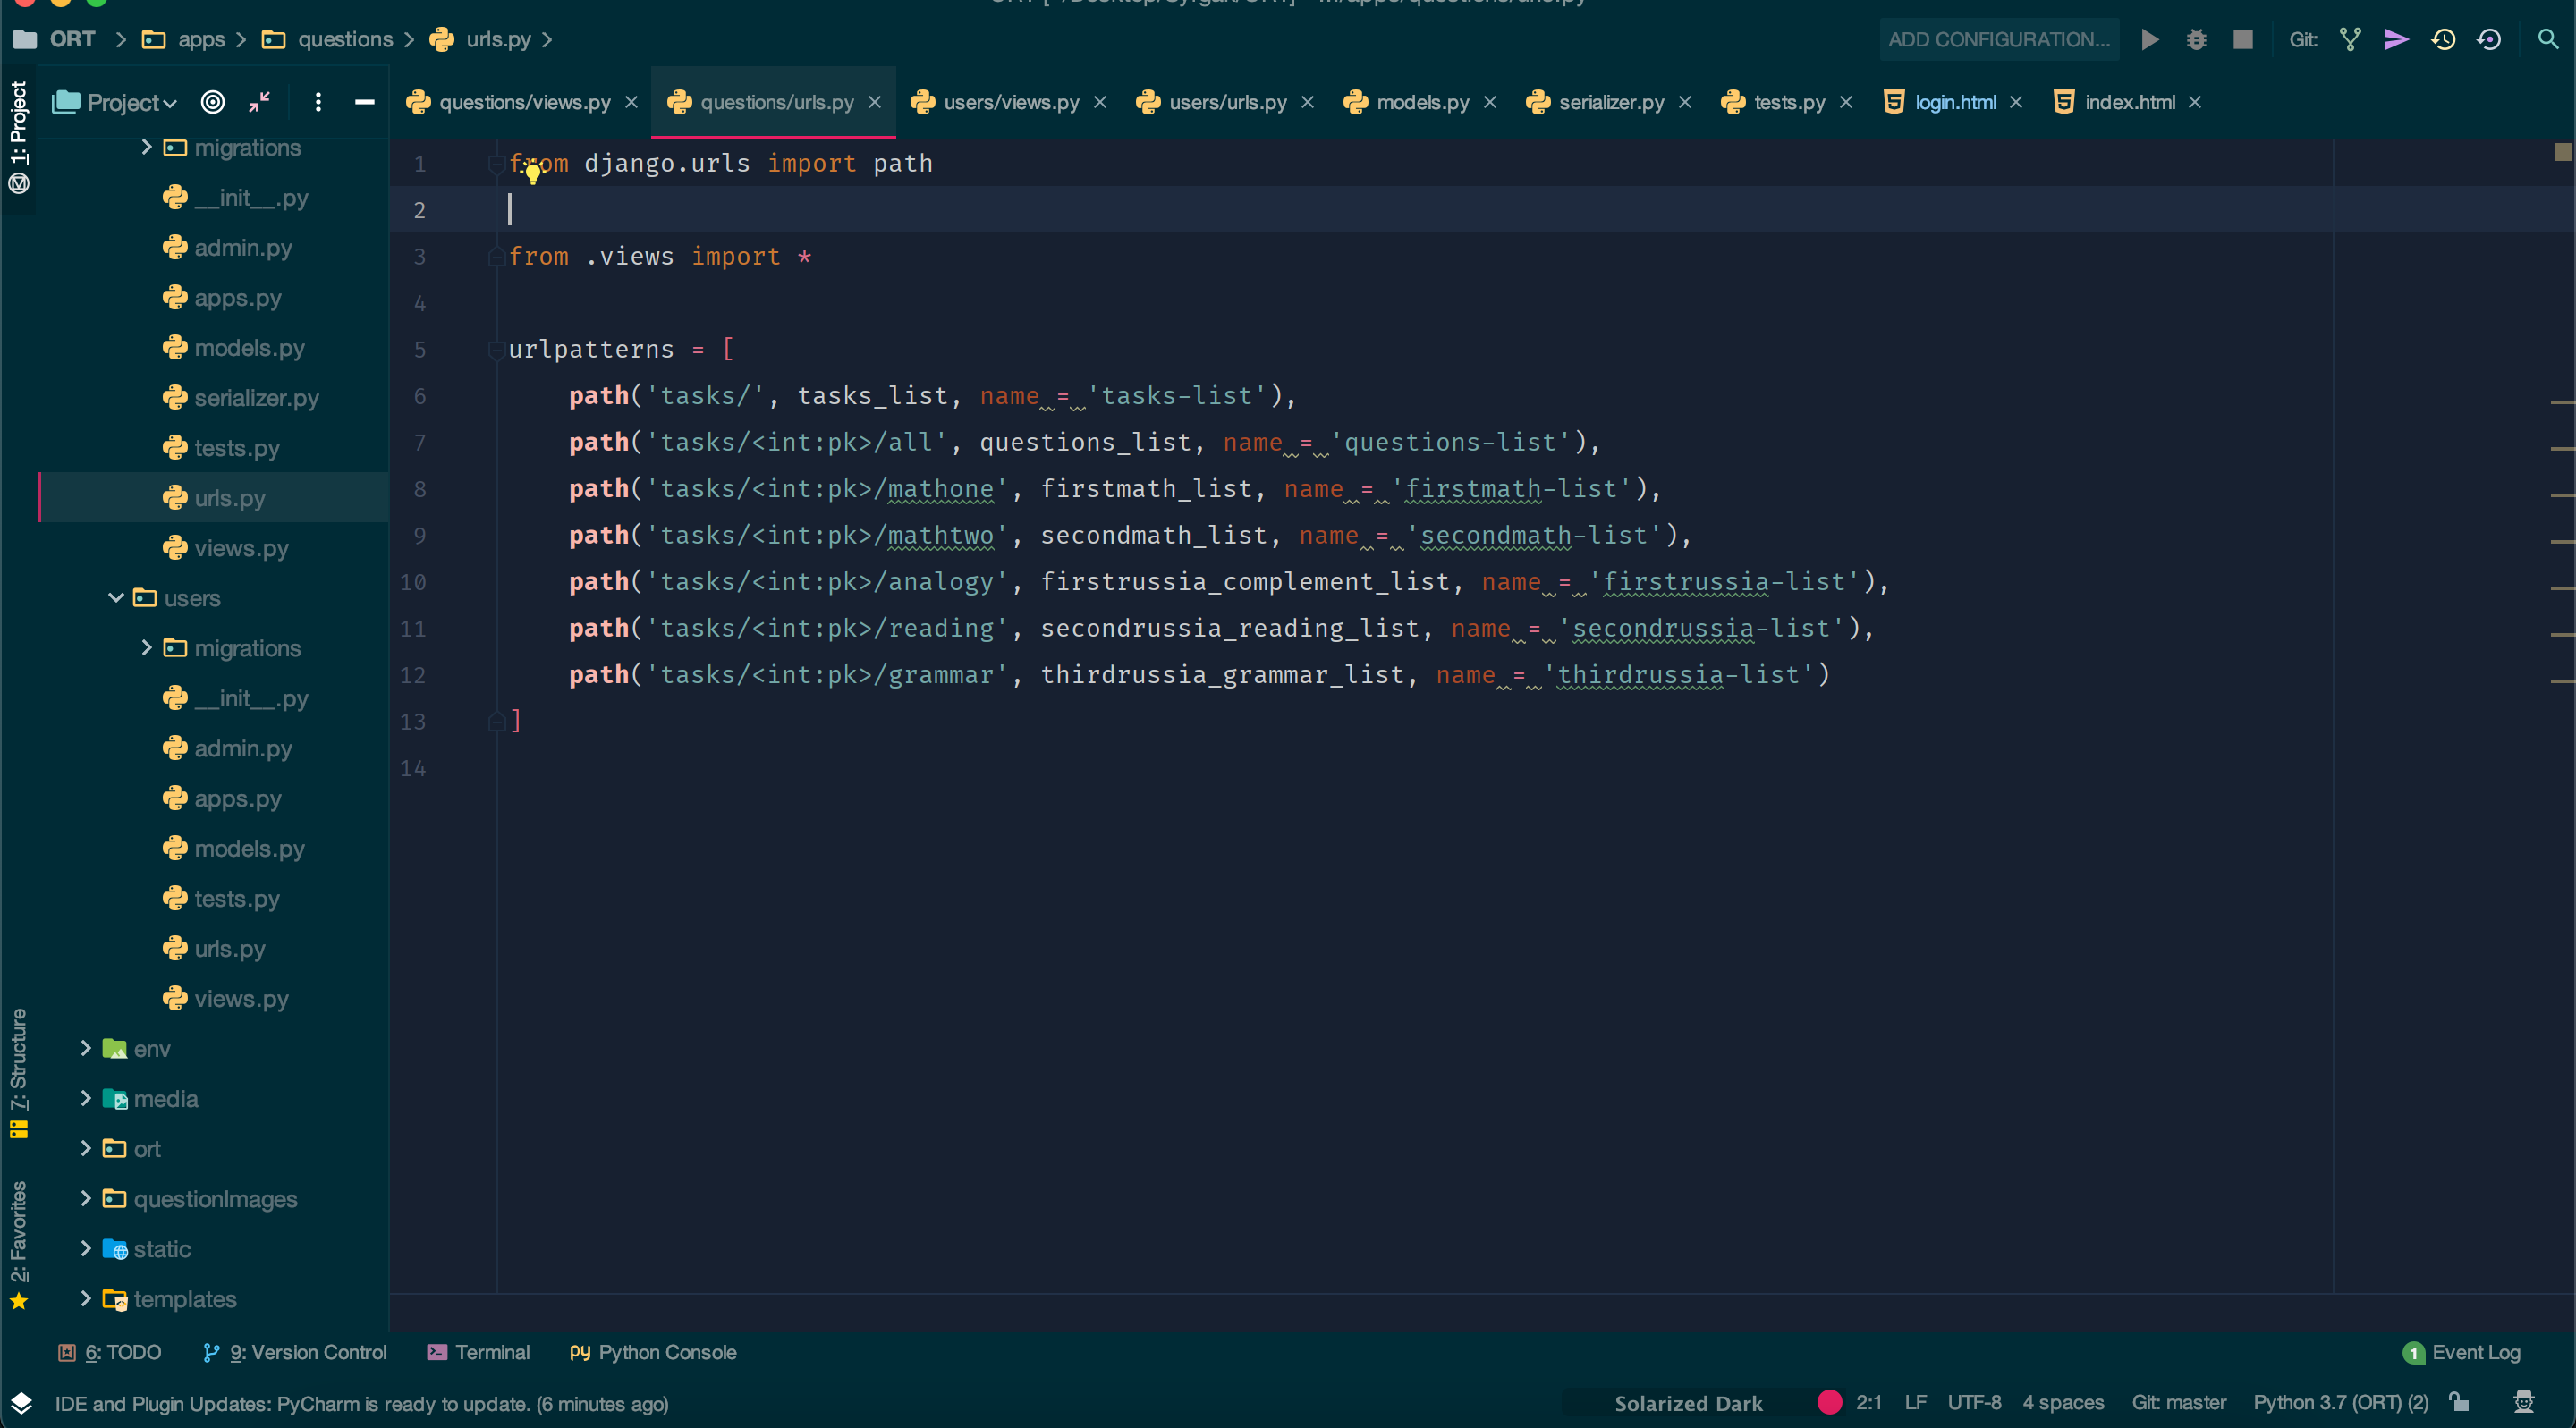 ORT apps questions urls.py ADD CONFIGURATION... Git:
1: Project
Project
questions/views.py questions/urls.py users/views.py users/urls.py models.py serializer.py tests.py login.html index.html
migrations
__init__.py
admin.py
apps.py
models.py
serializer.py
tests.py
urls.py
views.py
users
migrations
__init__.py
admin.py
apps.py
models.py
tests.py
urls.py
views.py
env
media
ort
questionImages
static
templates
7: Structure
2: Favorites
1 from django.urls import path
2
3 from .views import *
4
5 urlpatterns = [
6 path('tasks/', tasks_list, name = 'tasks-list'),
7 path('tasks/<int:pk>/all', questions_list, name = 'questions-list'),
8 path('tasks/<int:pk>/mathone', firstmath_list, name = 'firstmath-list'),
9 path('tasks/<int:pk>/mathtwo', secondmath_list, name = 'secondmath-list'),
10 path('tasks/<int:pk>/analogy', firstrussia_complement_list, name = 'firstrussia-list'),
11 path('tasks/<int:pk>/reading', secondrussia_reading_list, name = 'secondrussia-list'),
12 path('tasks/<int:pk>/grammar', thirdrussia_grammar_list, name = 'thirdrussia-list')
13 ]
14
6: TODO 9: Version Control Terminal Python Console 1 Event Log
IDE and Plugin Updates: PyCharm is ready to update. (6 minutes ago) Solarized Dark 2:1 LF UTF-8 4 spaces Git: master Python 3.7 (ORT) (2)